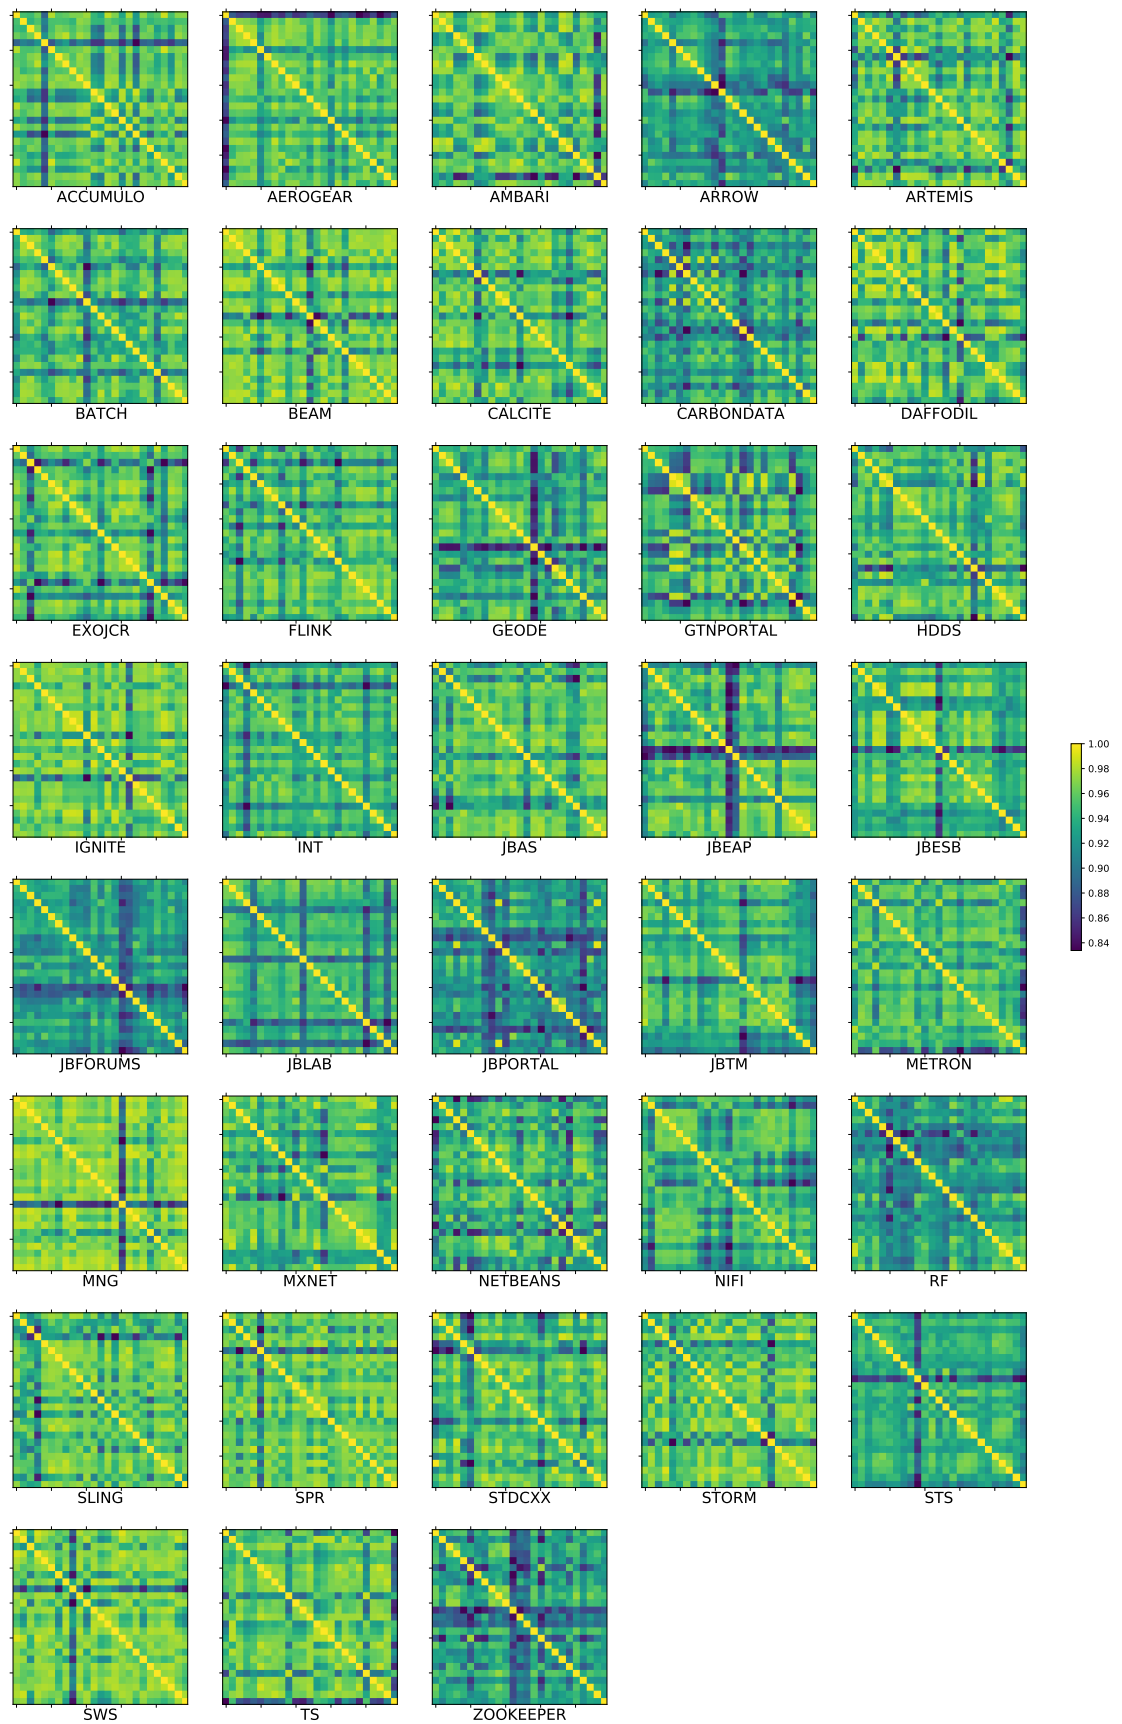 ACCUMULO AEROGEAR AMBARI ARROW ARTEMIS
BATCH BEAM CALCITE CARBONDATA DAFFODIL
EXOJCR FLINK GEODE GTNPORTAL HDDS
IGNITE INT JBAS JBEAP JBESB
1.00
0.98
0.96
0.94
0.92
0.90
0.88
0.86
0.84
JBFORUMS JBLAB JBPORTAL JBTM METRON
MNG MXNET NETBEANS NIFI RF
SLING SPR STDCXX STORM STS
SWS TS ZOOKEEPER